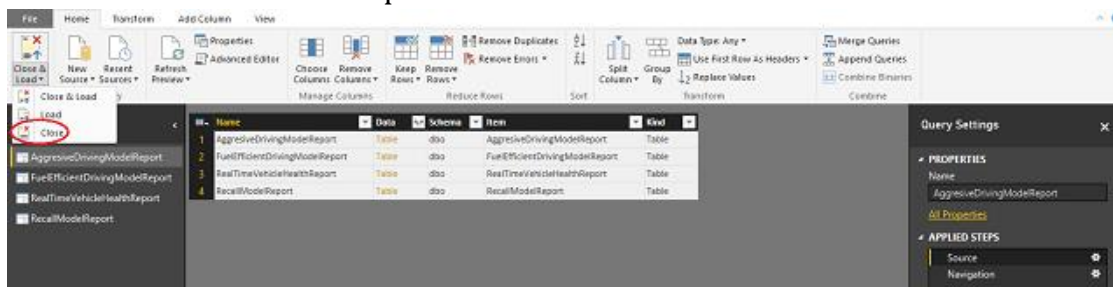 File Home Transform Add Column View
Close & Load
New Source
Recent Sources
Refresh Preview
Properties
Advanced Editor
Choose Columns
Remove Columns
Manage Columns
Keep Rows
Remove Rows
Remove Duplicates
Remove Errors
Reduce Rows
Sort
Split Column
Group By
Data Type: Any
Use First Row As Headers
Replace Values
Transform
Merge Queries
Append Queries
Combine Binaries
Combine
Close & Load
Load
Close
AggresiveDrivingModelReport
FuelEfficientDrivingModelReport
RealTimeVehicleHealthReport
RecallModelReport
Name Data Schema Item Kind
1 AggresiveDrivingModelReport Table dbo AggresiveDrivingModelReport Table
2 FuelEfficientDrivingModelReport Table dbo FuelEfficientDrivingModelReport Table
3 RealTimeVehicleHealthReport Table dbo RealTimeVehicleHealthReport Table
4 RecallModelReport Table dbo RecallModelReport Table
Query Settings
PROPERTIES
Name
AggresiveDrivingModelReport
All Properties
APPLIED STEPS
Source
Navigation